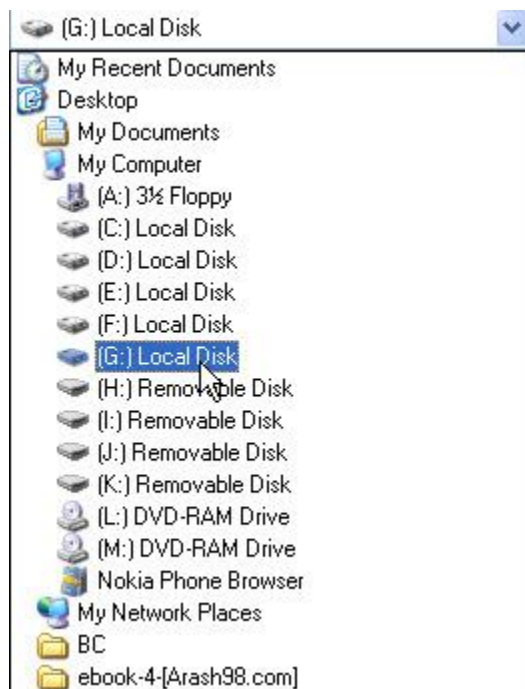 (G:) Local Disk
My Recent Documents
Desktop
My Documents
My Computer
(A:) 3½ Floppy
(C:) Local Disk
(D:) Local Disk
(E:) Local Disk
(F:) Local Disk
(G:) Local Disk
(H:) Removable Disk
(I:) Removable Disk
(J:) Removable Disk
(K:) Removable Disk
(L:) DVD-RAM Drive
(M:) DVD-RAM Drive
Nokia Phone Browser
My Network Places
BC
ebook-4-[Arash98.com]